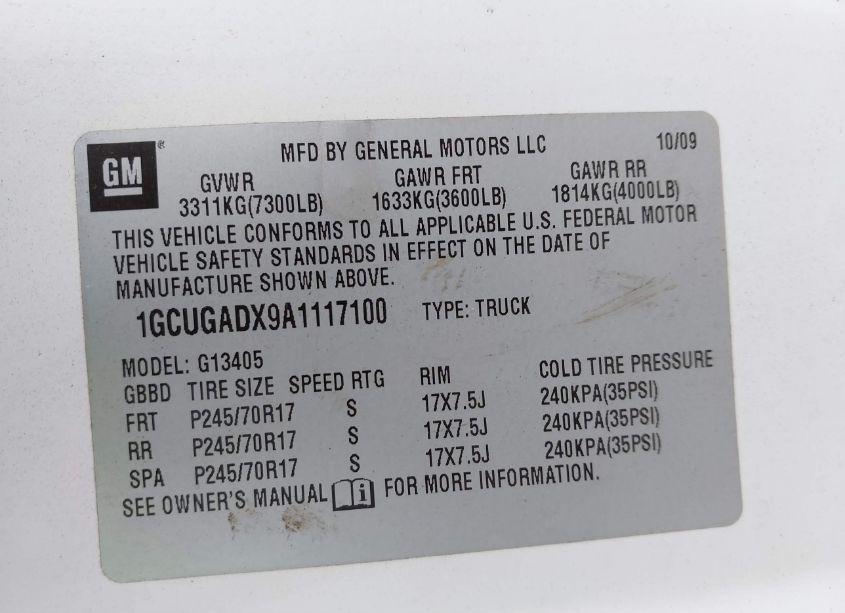 GM ® MFD BY GENERAL MOTORS LLC 10/09
GVWR GAWR FRT GAWR RR
3311KG(7300LB) 1633KG(3600LB) 1814KG(4000LB)
THIS VEHICLE CONFORMS TO ALL APPLICABLE U.S. FEDERAL MOTOR
VEHICLE SAFETY STANDARDS IN EFFECT ON THE DATE OF
MANUFACTURE SHOWN ABOVE.
1GCUGADX9A1117100 TYPE: TRUCK
MODEL: G13405
GBBD TIRE SIZE SPEED RTG RIM COLD TIRE PRESSURE
FRT P245/70R17 S 17X7.5J 240KPA(35PSI)
RR P245/70R17 S 17X7.5J 240KPA(35PSI)
SPA P245/70R17 S 17X7.5J 240KPA(35PSI)
SEE OWNER'S MANUAL i FOR MORE INFORMATION.